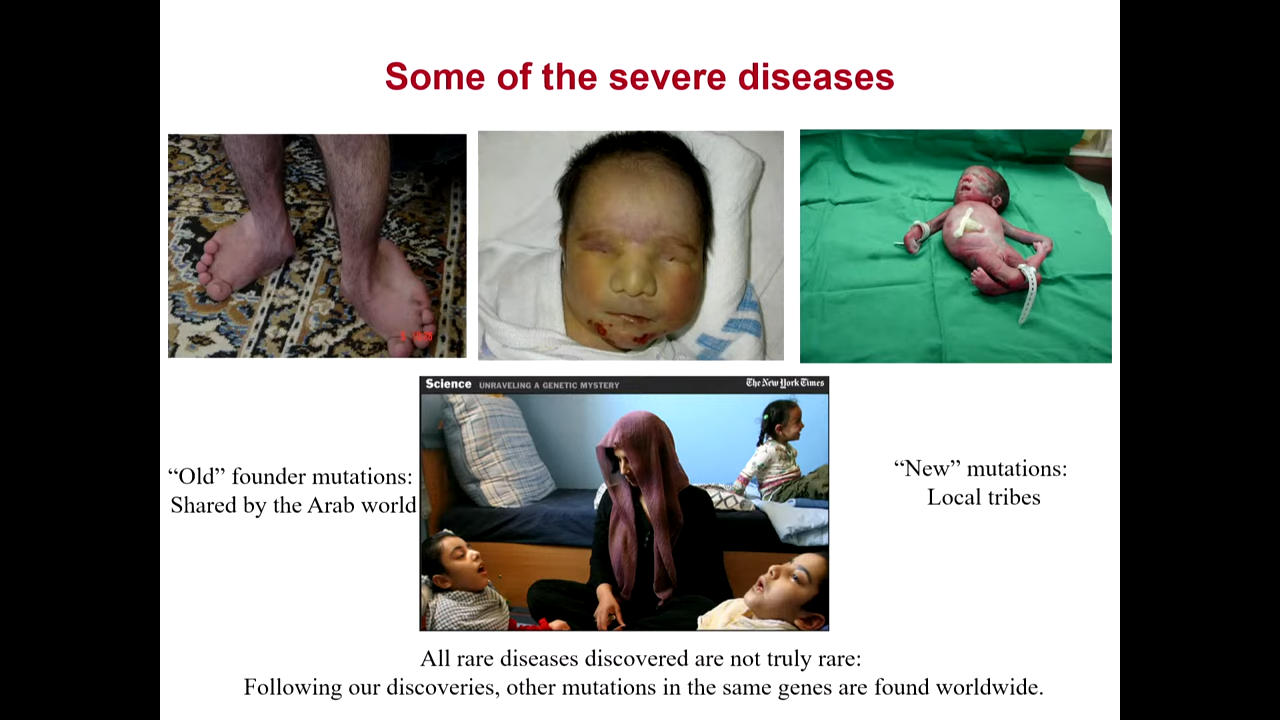 Some of the severe diseases
Science UNRAVELING A GENETIC MYSTERY The New York Times
“Old” founder mutations:
Shared by the Arab world
“New” mutations:
Local tribes
All rare diseases discovered are not truly rare:
Following our discoveries, other mutations in the same genes are found worldwide.